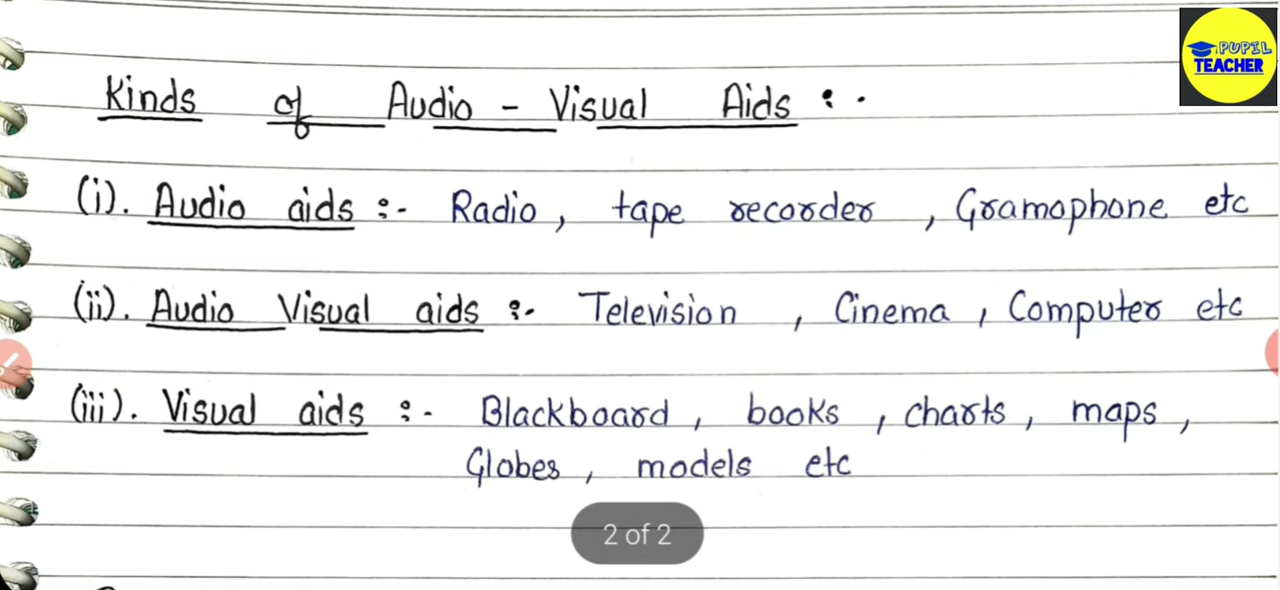 PUPIL
TEACHER
Kinds of Audio - Visual Aids :-
(i). Audio aids :- Radio, tape recorder, Gramophone etc
(ii). Audio Visual aids :- Television, Cinema, Computer etc
(iii). Visual aids :- Blackboard, books, charts, maps,
Globes, models etc
2 of 2